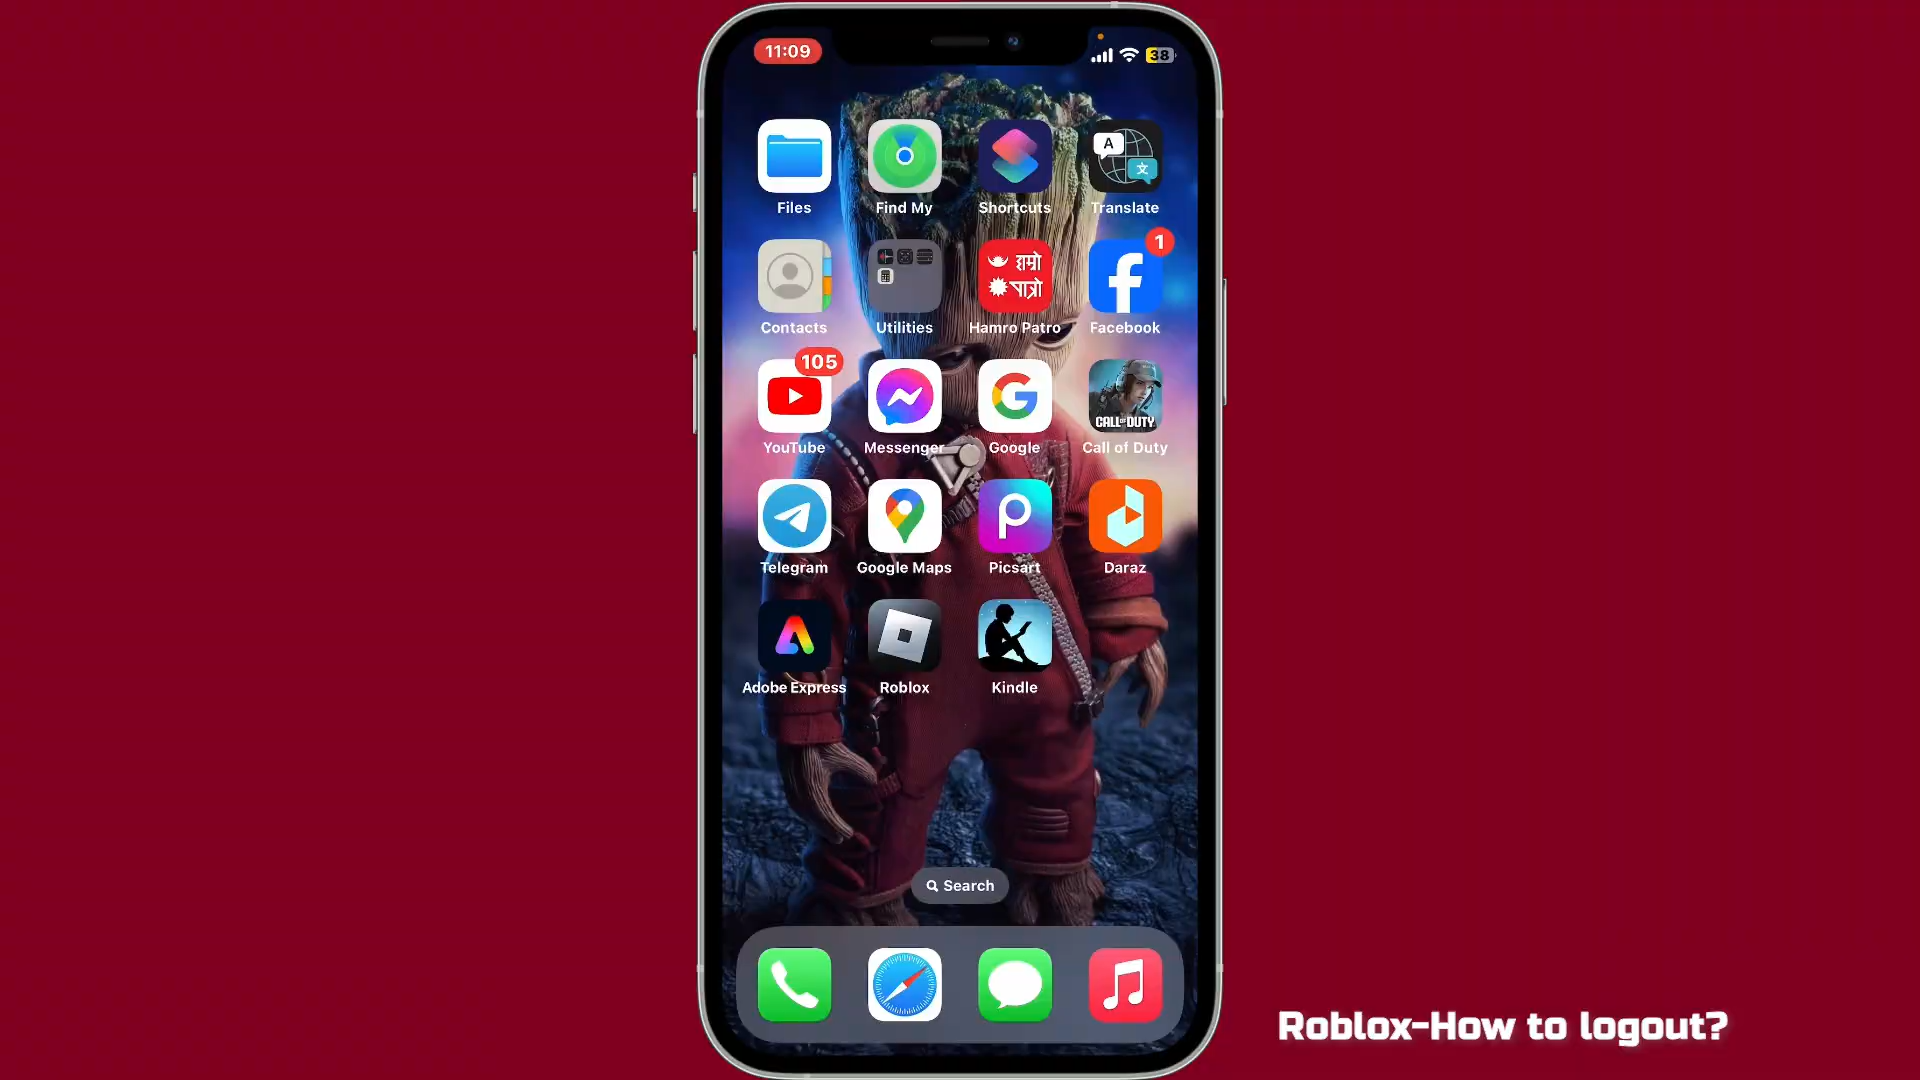 11:09
38
Files
Find My
Shortcuts
A
文
Translate
Contacts
Utilities
हाम्रो
पात्रो
Hamro Patro
1
Facebook
105
YouTube
Messenger
Google
CALL OF DUTY
Call of Duty
Telegram
Google Maps
Picsart
Daraz
Adobe Express
Roblox
Kindle
Search
Roblox-How to logout?